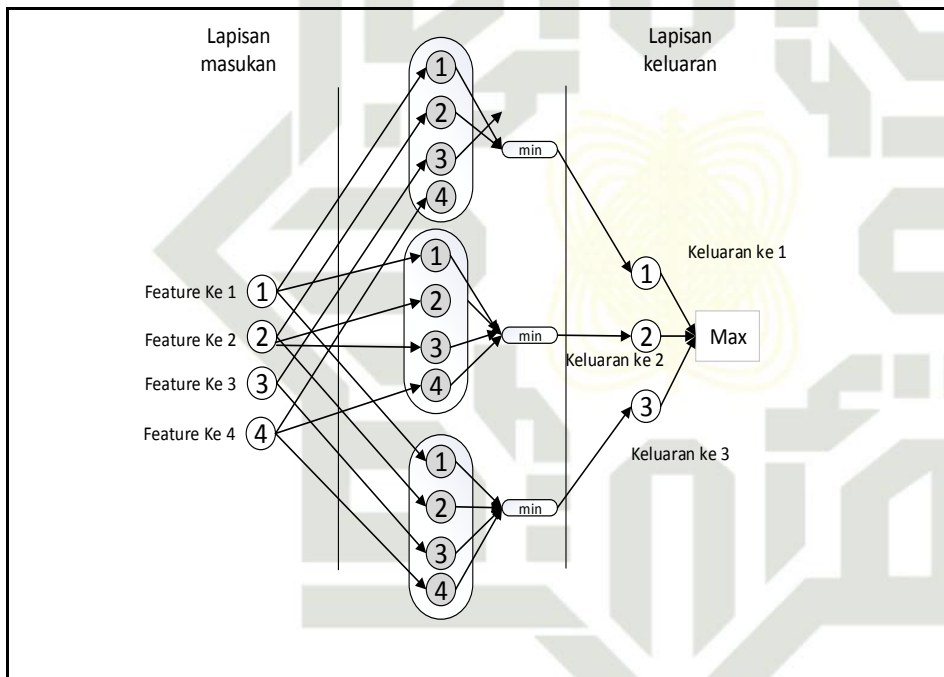 Lapisan
masukan
Lapisan
keluaran
1
2
3
4
min
1
2
3
4
min
1
2
3
4
min
Feature Ke 1
1
Feature Ke 2
2
Feature Ke 3
3
Feature Ke 4
4
Keluaran ke 1
1
2
Keluaran ke 2
3
Keluaran ke 3
Max